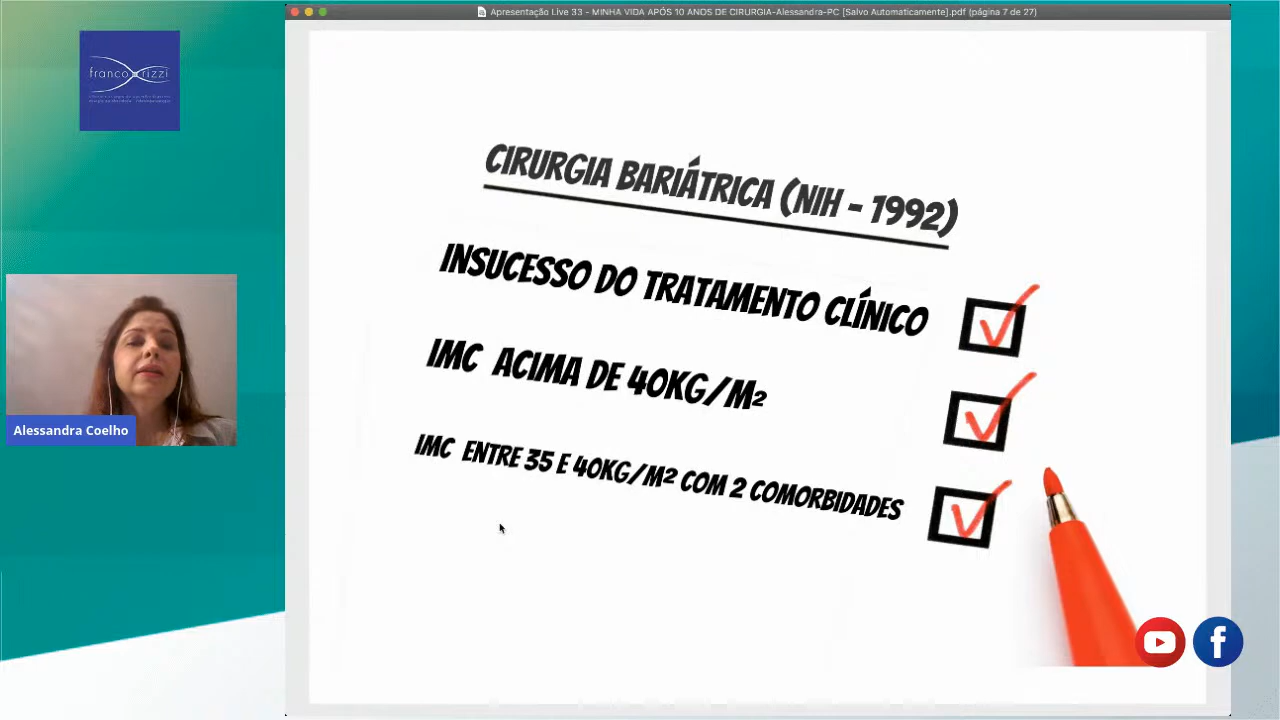 Apresentação Live 33 - MINHA VIDA APÓS 10 ANOS DE CIRURGIA-Alessandra-PC [Salvo Automaticamente].pdf (página 7 de 27)
franco rizzi
CIRURGIA BARIÁTRICA (NIH - 1992)
INSUCESSO DO TRATAMENTO CLÍNICO
IMC ACIMA DE 40KG/M²
IMC ENTRE 35 E 40KG/M² COM 2 COMORBIDADES
Alessandra Coelho